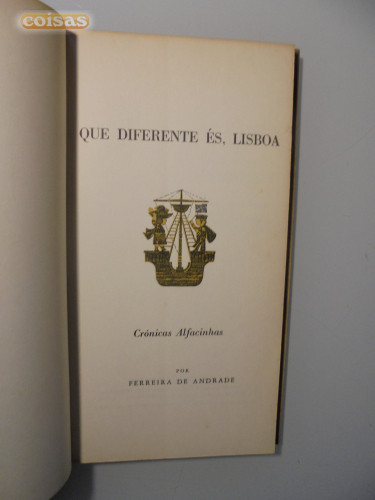 coisas
QUE DIFERENTE ÉS, LISBOA
Crónicas Alfacinhas
POR
FERREIRA DE ANDRADE